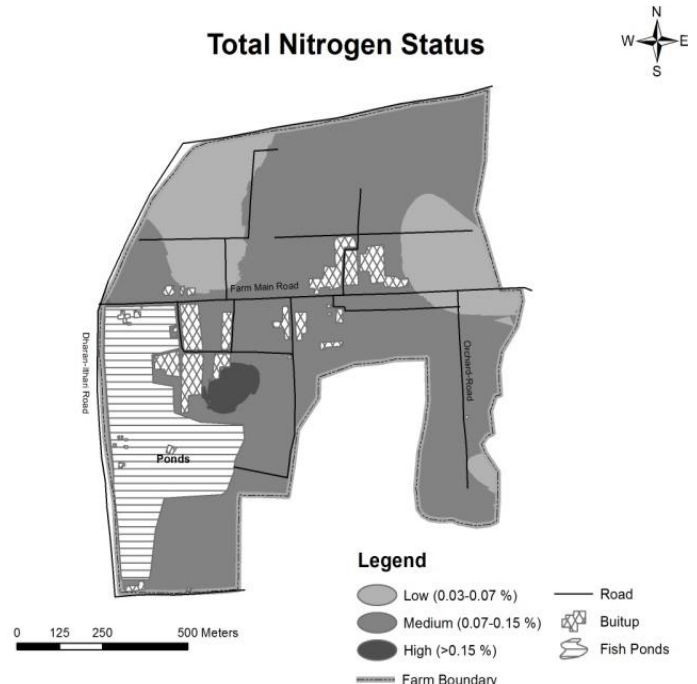 Total Nitrogen Status
N
W E
S
Farm Main Road
Dharan-Ithari Road
Orchard-Road
Ponds
Legend
Low (0.03-0.07 %)
Medium (0.07-0.15 %)
High (>0.15 %)
Farm Boundary
Road
Buitup
Fish Ponds
0 125 250 500 Meters